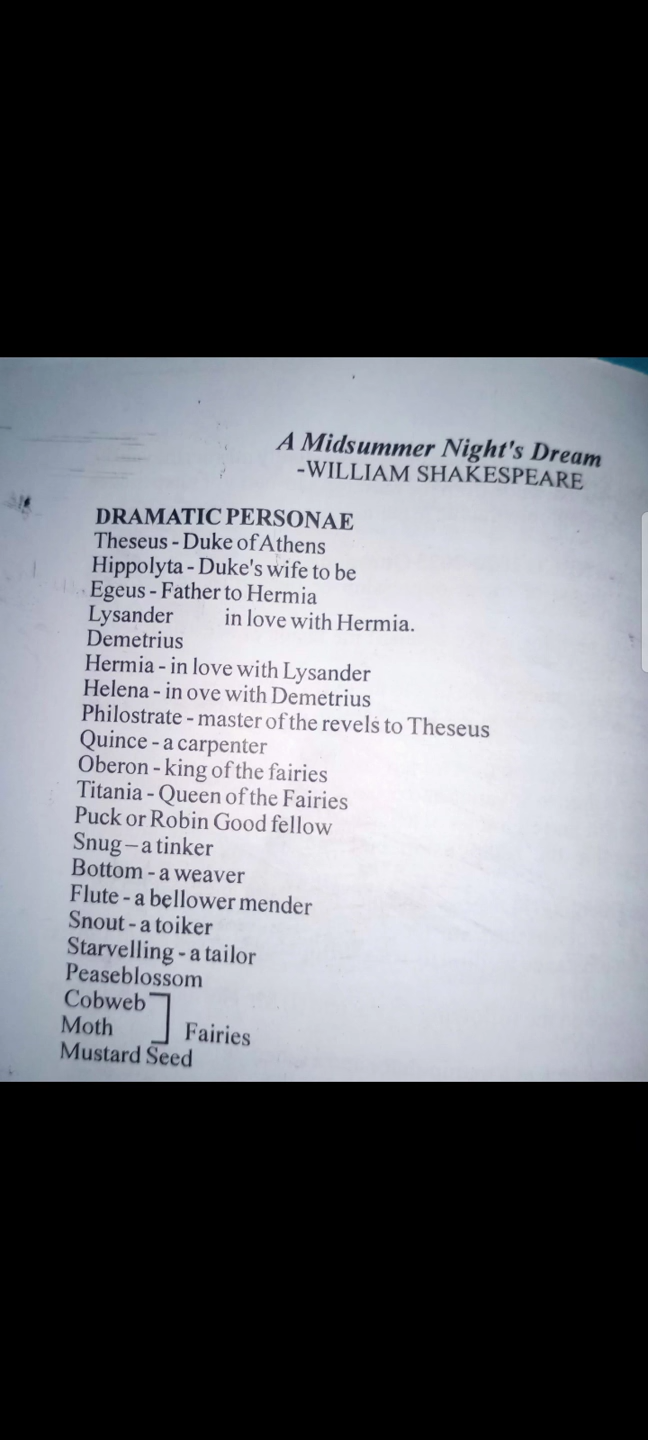 A Midsummer Night's Dream
-WILLIAM SHAKESPEARE
DRAMATIC PERSONAE
Theseus - Duke of Athens
Hippolyta - Duke's wife to be
Egeus - Father to Hermia
Lysander in love with Hermia.
Demetrius
Hermia - in love with Lysander
Helena - in ove with Demetrius
Philostrate - master of the revels to Theseus
Quince - a carpenter
Oberon - king of the fairies
Titania - Queen of the Fairies
Puck or Robin Good fellow
Snug – a tinker
Bottom - a weaver
Flute - a bellower mender
Snout - a toiker
Starvelling - a tailor
Peaseblossom
Cobweb
Moth Fairies
Mustard Seed